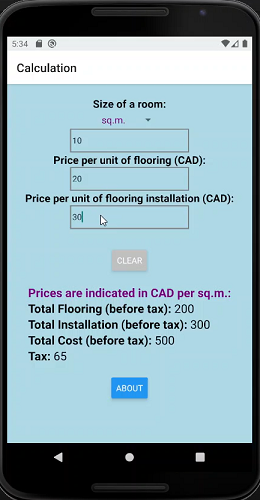 5:34
Calculation
Size of a room:
sq.m.
10
Price per unit of flooring (CAD):
20
Price per unit of flooring installation (CAD):
30
CLEAR
Prices are indicated in CAD per sq.m.:
Total Flooring (before tax): 200
Total Installation (before tax): 300
Total Cost (before tax): 500
Tax: 65
ABOUT